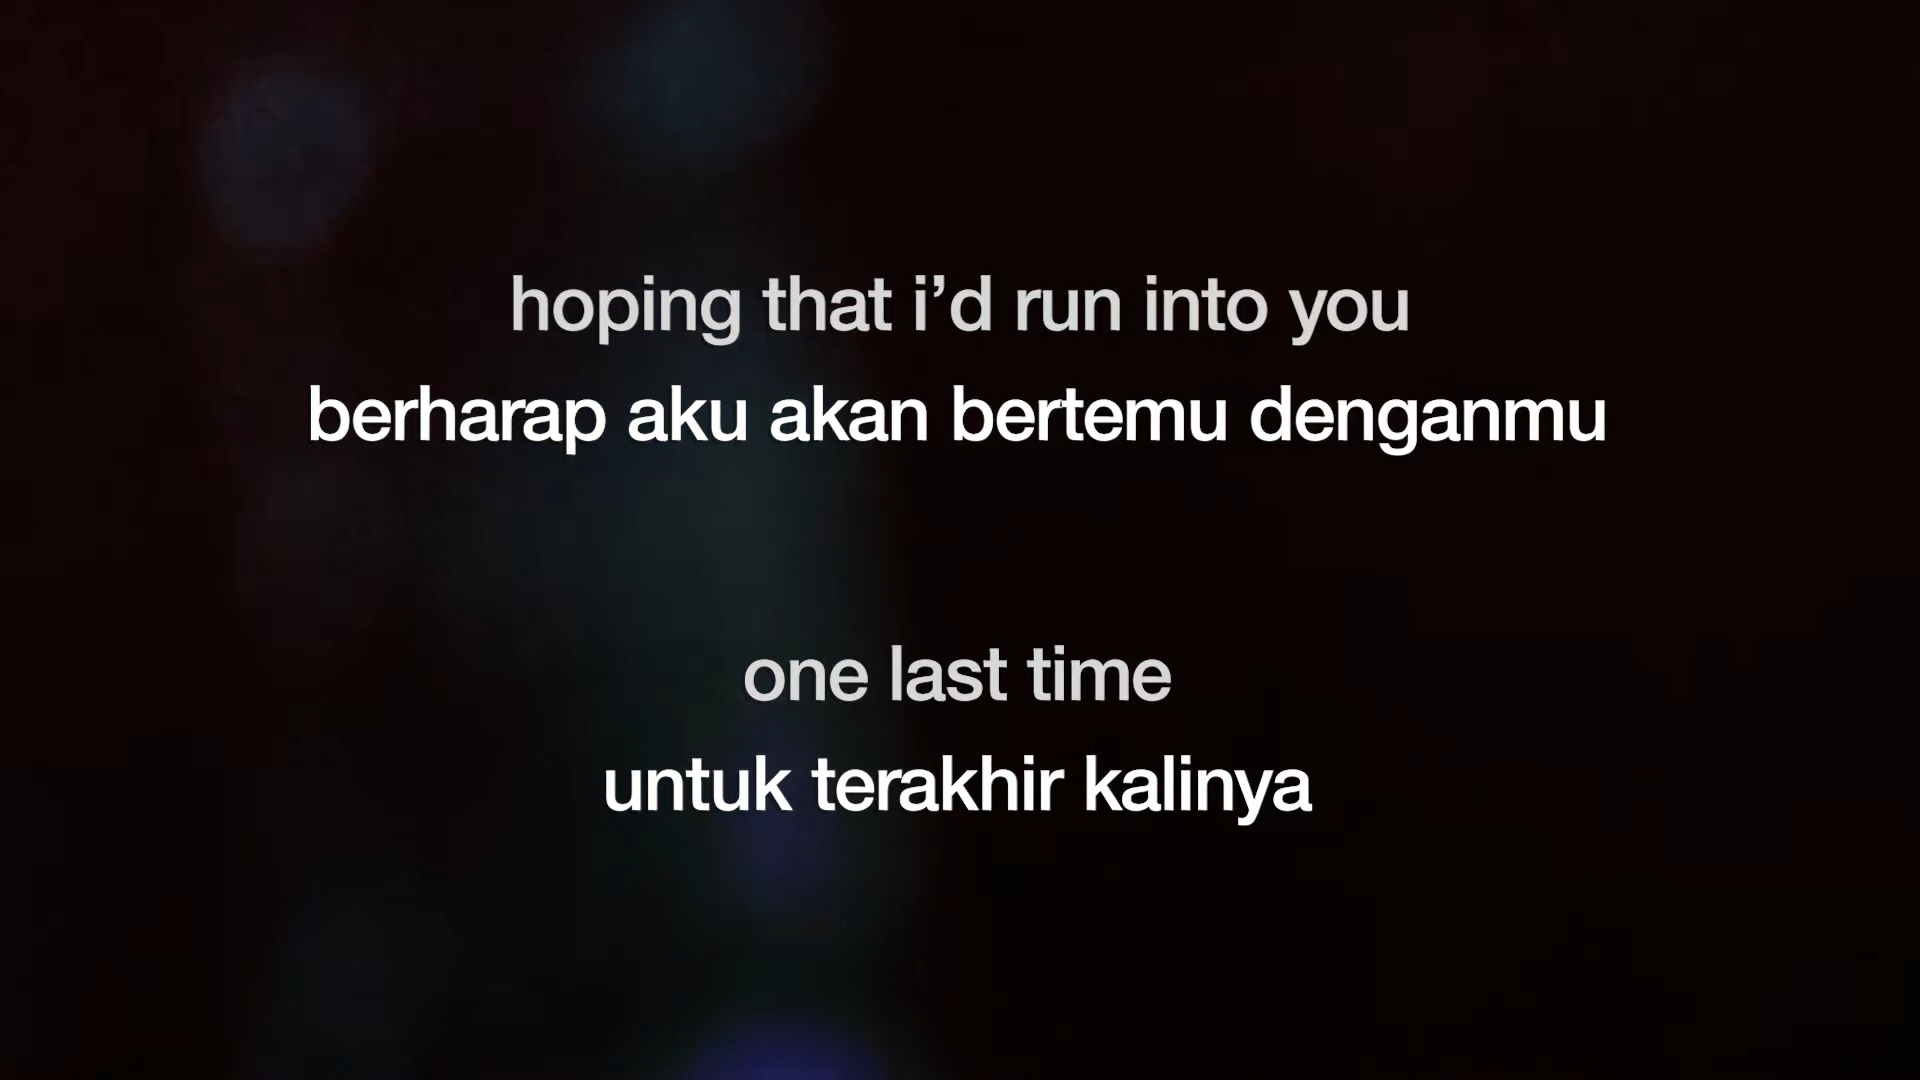 hoping that i’d run into you
berharap aku akan bertemu denganmu
one last time
untuk terakhir kalinya